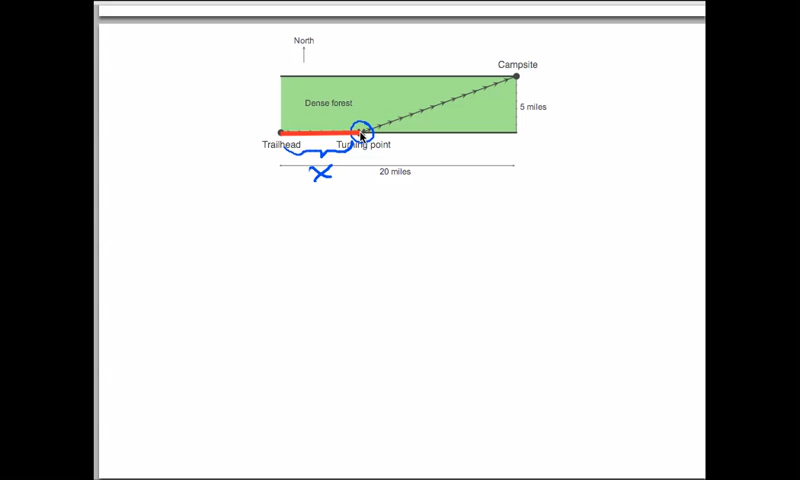 North
Campsite
Dense forest
5 miles
Trailhead
Turning point
x
20 miles